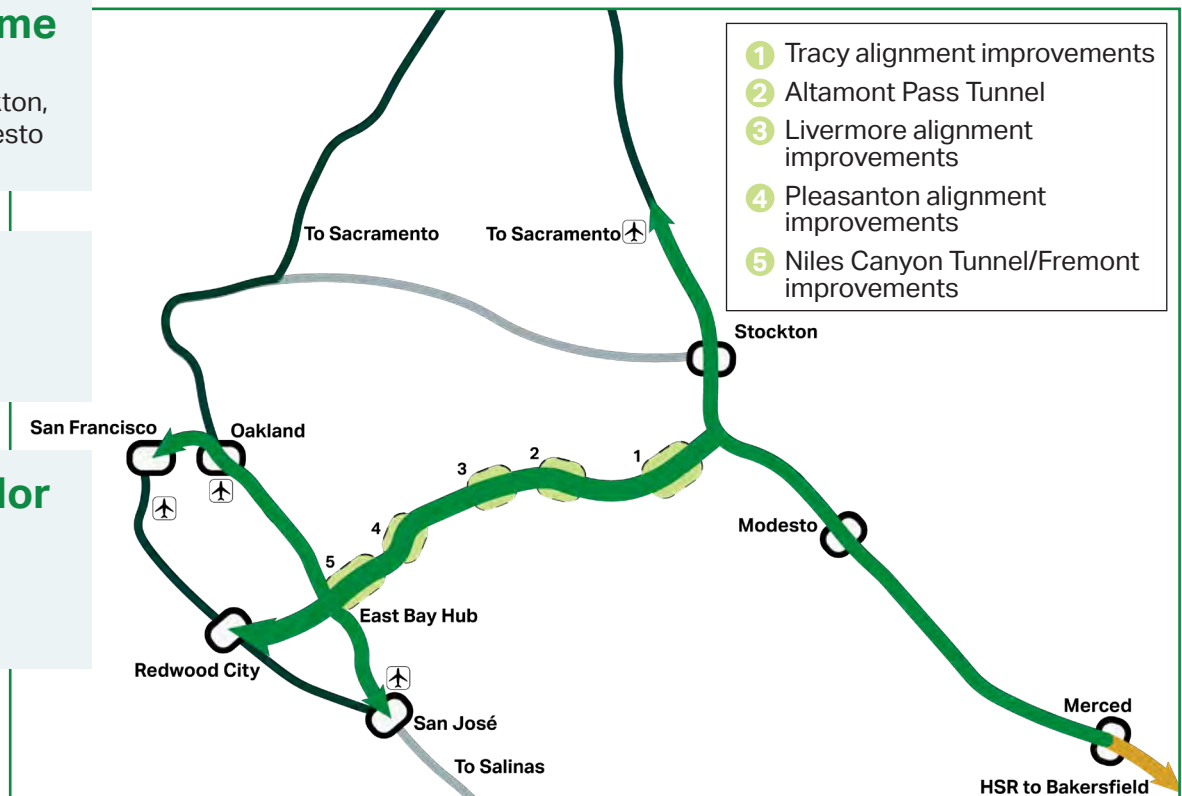 me
ton,
esto
or
1 Tracy alignment improvements
2 Altamont Pass Tunnel
3 Livermore alignment
improvements
4 Pleasanton alignment
improvements
5 Niles Canyon Tunnel/Fremont
improvements
To Sacramento
To Sacramento
Stockton
San Francisco
Oakland
1
2
3
4
5
Modesto
East Bay Hub
Redwood City
San José
To Salinas
Merced
HSR to Bakersfield